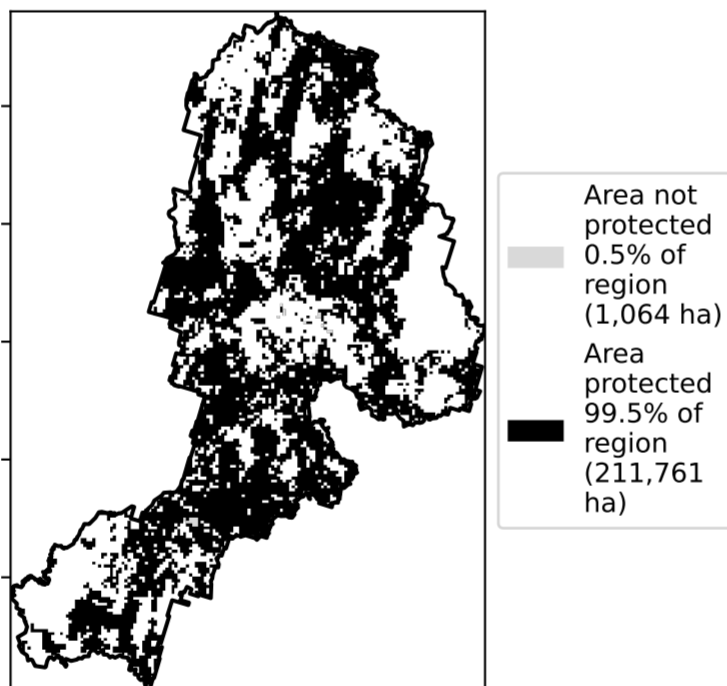 Area not
protected
0.5% of
region
(1,064 ha)
Area
protected
99.5% of
region
(211,761
ha)